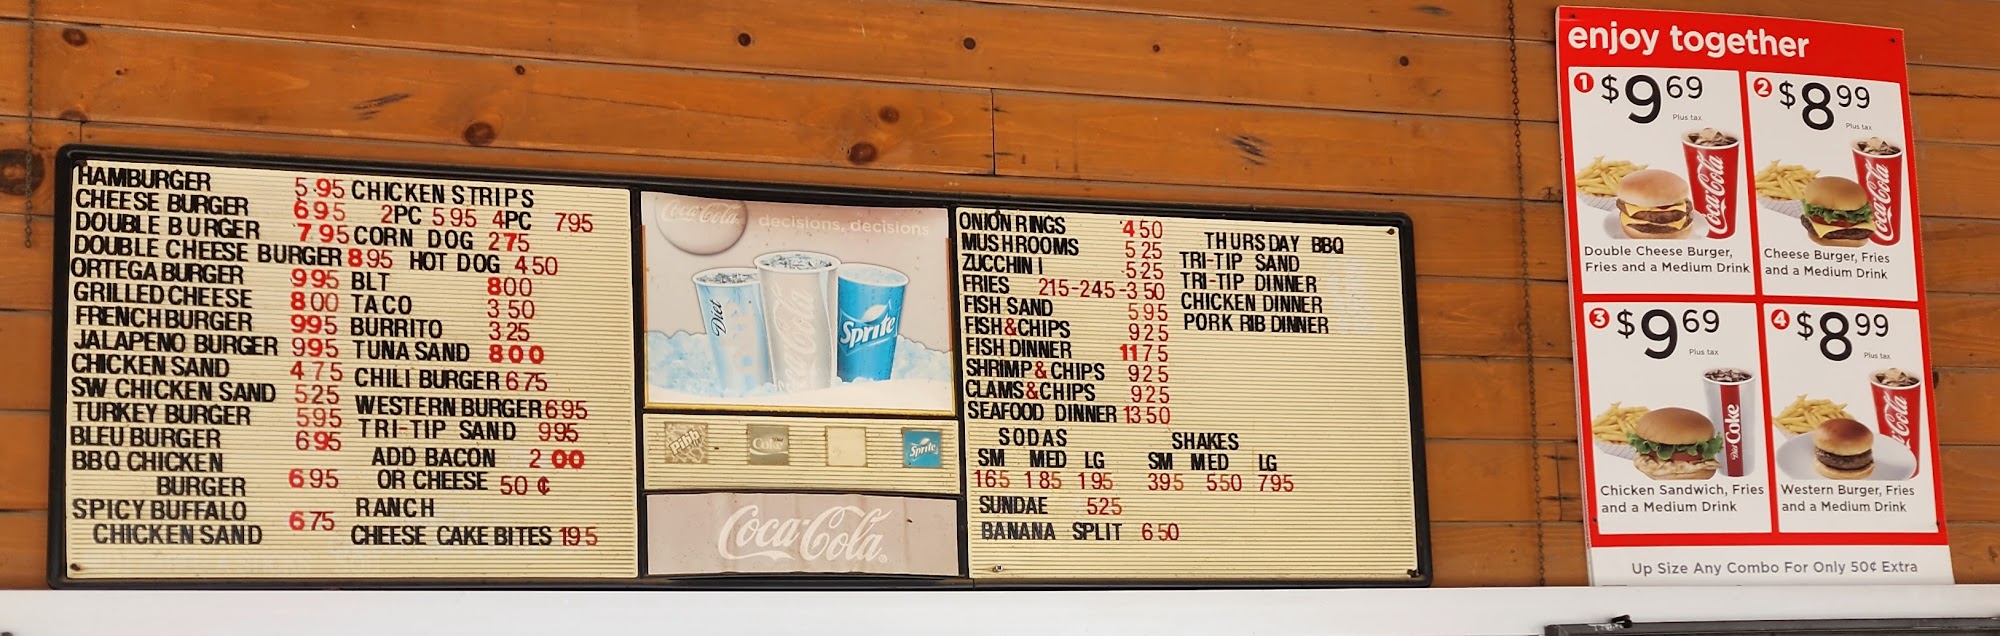 HAMBURGER 5 95
CHEESE BURGER 6 95
DOUBLE BURGER 7 95
DOUBLE CHEESE BURGER 8 95
ORTEGA BURGER 9 95
GRILLED CHEESE 8 00
FRENCH BURGER 9 95
JALAPENO BURGER 9 95
CHICKEN SAND 4 75
SW CHICKEN SAND 5 25
TURKEY BURGER 5 95
BLEU BURGER 6 95
BBQ CHICKEN
BURGER 6 95
SPICY BUFFALO
CHICKEN SAND 6 75
CHICKEN STRIPS
2PC 5 95 4PC 7 95
CORN DOG 2 75
HOT DOG 4 50
BLT 8 00
TACO 3 50
BURRITO 3 25
TUNA SAND 8 00
CHILI BURGER 6 75
WESTERN BURGER 6 95
TRI-TIP SAND 9 95
ADD BACON 2 00
OR CHEESE 50 ¢
RANCH
CHEESE CAKE BITES 1 95
Coca-Cola decisions, decisions
Diet
Coca-Cola
Sprite
Pibb
Coke
Sprite
Coca-Cola
ONION RINGS 4 50
MUSHROOMS 5 25
ZUCCHINI 5 25
FRIES 2 15-2 45-3 50
FISH SAND 5 95
FISH&CHIPS 9 25
FISH DINNER 11 75
SHRIMP&CHIPS 9 25
CLAMS&CHIPS 9 25
SEAFOOD DINNER 13 50
THURSDAY BBQ
TRI-TIP SAND
TRI-TIP DINNER
CHICKEN DINNER
PORK RIB DINNER
SODAS
SM MED LG
1 65 1 85 1 95
SHAKES
SM MED LG
3 95 5 50 7 95
SUNDAE 5 25
BANANA SPLIT 6 50
enjoy together
1 $9 69
Plus tax
Coca-Cola
Double Cheese Burger,
Fries and a Medium Drink
2 $8 99
Plus tax
Coca-Cola
Cheese Burger, Fries
and a Medium Drink
3 $9 69
Plus tax
Diet Coke
Chicken Sandwich, Fries
and a Medium Drink
4 $8 99
Plus tax
Coca-Cola
Western Burger, Fries
and a Medium Drink
Up Size Any Combo For Only 50¢ Extra